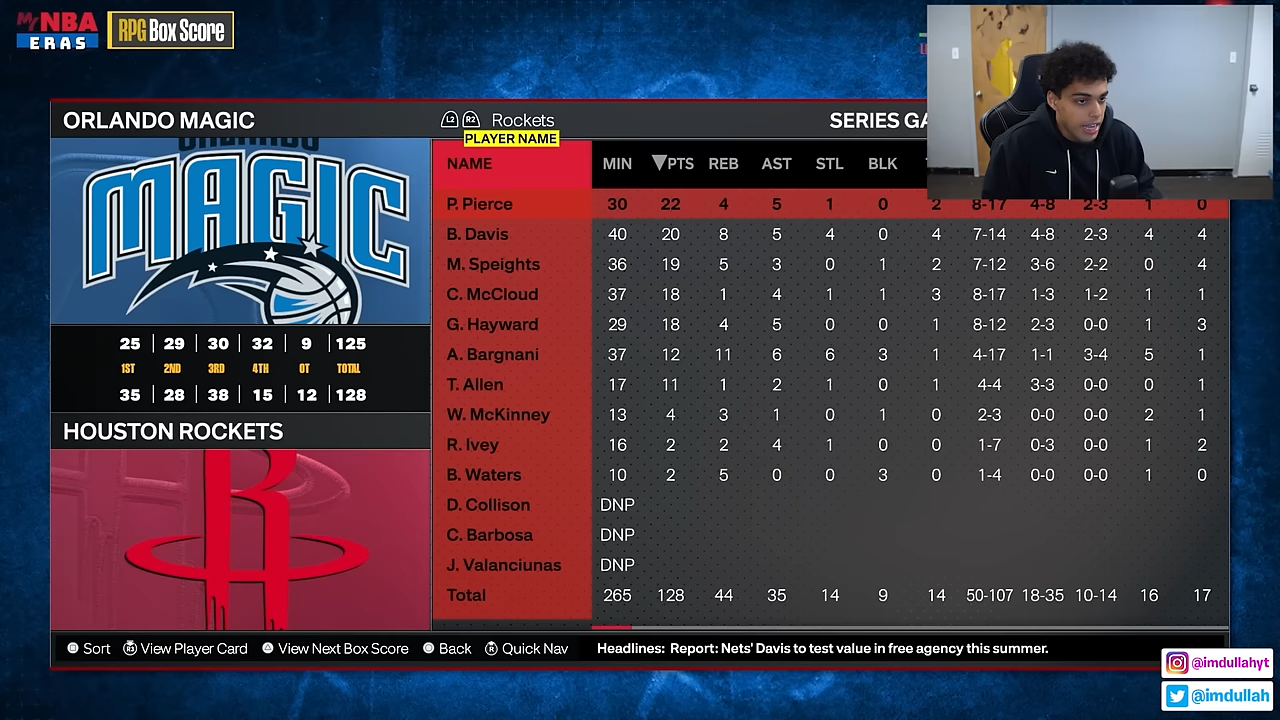 MyNBA
ERAS
RPG Box Score
ORLANDO MAGIC
L2 R2 Rockets
SERIES GA
PLAYER NAME
NAME MIN PTS REB AST STL BLK
P. Pierce 30 22 4 5 1 0 2 8-17 4-8 2-3 1 0
B. Davis 40 20 8 5 4 0 4 7-14 4-8 2-3 4 4
M. Speights 36 19 5 3 0 1 2 7-12 3-6 2-2 0 4
C. McCloud 37 18 1 4 1 1 3 8-17 1-3 1-2 1 1
G. Hayward 29 18 4 5 0 0 1 8-12 2-3 0-0 1 3
A. Bargnani 37 12 11 6 6 3 1 4-17 1-1 3-4 5 1
T. Allen 17 11 1 2 1 0 1 4-4 3-3 0-0 0 1
W. McKinney 13 4 3 1 0 1 0 2-3 0-0 0-0 2 1
R. Ivey 16 2 2 4 1 0 0 1-7 0-3 0-0 1 2
B. Waters 10 2 5 0 0 3 0 1-4 0-0 0-0 1 0
D. Collison DNP
C. Barbosa DNP
J. Valanciunas DNP
Total 265 128 44 35 14 9 14 50-107 18-35 10-14 16 17
MAGIC
25 29 30 32 9 125
1ST 2ND 3RD 4TH OT TOTAL
35 28 38 15 12 128
HOUSTON ROCKETS
R
Sort R3 View Player Card View Next Box Score Back R Quick Nav
Headlines: Report: Nets' Davis to test value in free agency this summer.
@imdullahyt
@imdullah